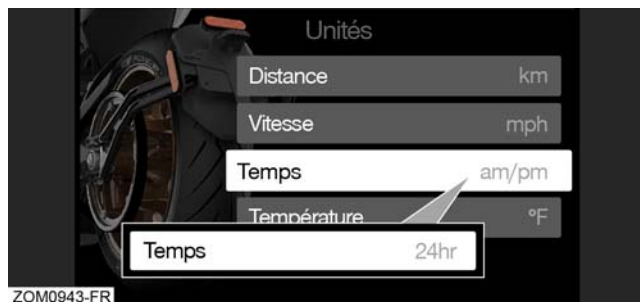 Unités
Distance km
Vitesse mph
Temps am/pm
Température °F
Temps 24hr
ZOM0943-FR